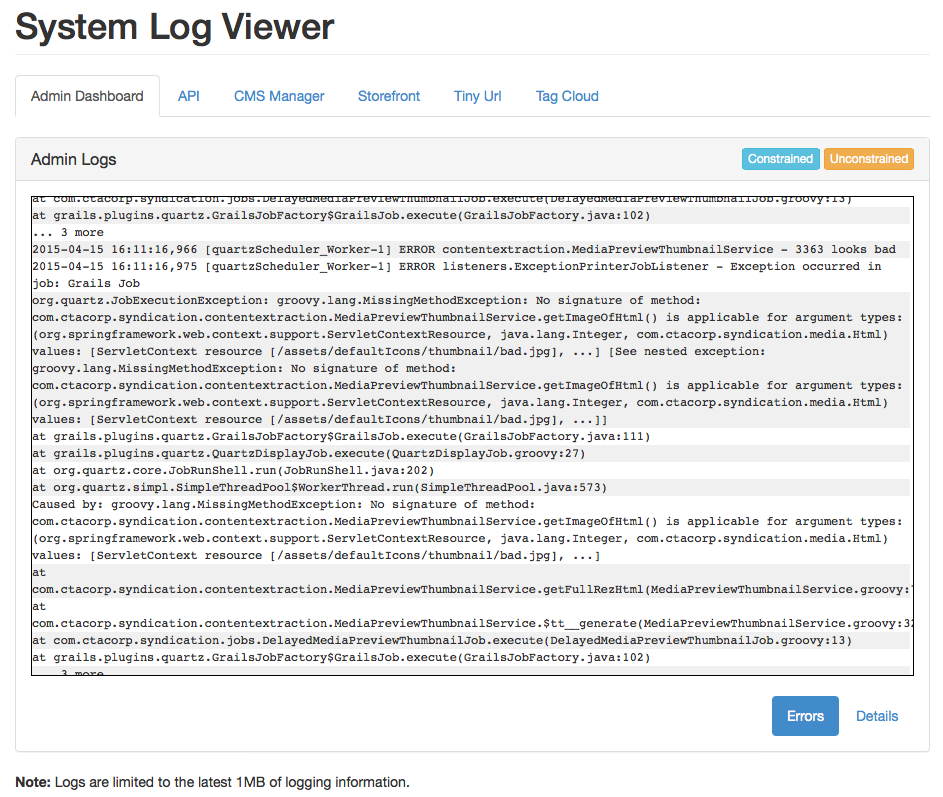 System Log Viewer
Admin Dashboard API CMS Manager Storefront Tiny Url Tag Cloud
Admin Logs Constrained Unconstrained
at com.ctacorp.syndication.jobs.DelayedMediaPreviewThumbnailJob.execute(DelayedMediaPreviewThumbnailJob.groovy:13)
at grails.plugins.quartz.GrailsJobFactory$GrailsJob.execute(GrailsJobFactory.java:102)
... 3 more
2015-04-15 16:11:16,966 [quartzScheduler_Worker-1] ERROR contentextraction.MediaPreviewThumbnailService - 3363 looks bad
2015-04-15 16:11:16,975 [quartzScheduler_Worker-1] ERROR listeners.ExceptionPrinterJobListener - Exception occurred in
job: Grails Job
org.quartz.JobExecutionException: groovy.lang.MissingMethodException: No signature of method:
com.ctacorp.syndication.contentextraction.MediaPreviewThumbnailService.getImageOfHtml() is applicable for argument types:
(org.springframework.web.context.support.ServletContextResource, java.lang.Integer, com.ctacorp.syndication.media.Html)
values: [ServletContext resource [/assets/defaultIcons/thumbnail/bad.jpg], ...] [See nested exception:
groovy.lang.MissingMethodException: No signature of method:
com.ctacorp.syndication.contentextraction.MediaPreviewThumbnailService.getImageOfHtml() is applicable for argument types:
(org.springframework.web.context.support.ServletContextResource, java.lang.Integer, com.ctacorp.syndication.media.Html)
values: [ServletContext resource [/assets/defaultIcons/thumbnail/bad.jpg], ...]]
at grails.plugins.quartz.GrailsJobFactory$GrailsJob.execute(GrailsJobFactory.java:111)
at grails.plugins.quartz.QuartzDisplayJob.execute(QuartzDisplayJob.groovy:27)
at org.quartz.core.JobRunShell.run(JobRunShell.java:202)
at org.quartz.simpl.SimpleThreadPool$WorkerThread.run(SimpleThreadPool.java:573)
Caused by: groovy.lang.MissingMethodException: No signature of method:
com.ctacorp.syndication.contentextraction.MediaPreviewThumbnailService.getImageOfHtml() is applicable for argument types:
(org.springframework.web.context.support.ServletContextResource, java.lang.Integer, com.ctacorp.syndication.media.Html)
values: [ServletContext resource [/assets/defaultIcons/thumbnail/bad.jpg], ...]
at
com.ctacorp.syndication.contentextraction.MediaPreviewThumbnailService.getFullRezHtml(MediaPreviewThumbnailService.groovy:
at
com.ctacorp.syndication.contentextraction.MediaPreviewThumbnailService.$tt__generate(MediaPreviewThumbnailService.groovy:32
at com.ctacorp.syndication.jobs.DelayedMediaPreviewThumbnailJob.execute(DelayedMediaPreviewThumbnailJob.groovy:13)
at grails.plugins.quartz.GrailsJobFactory$GrailsJob.execute(GrailsJobFactory.java:102)
... 3 more
Errors Details
Note: Logs are limited to the latest 1MB of logging information.